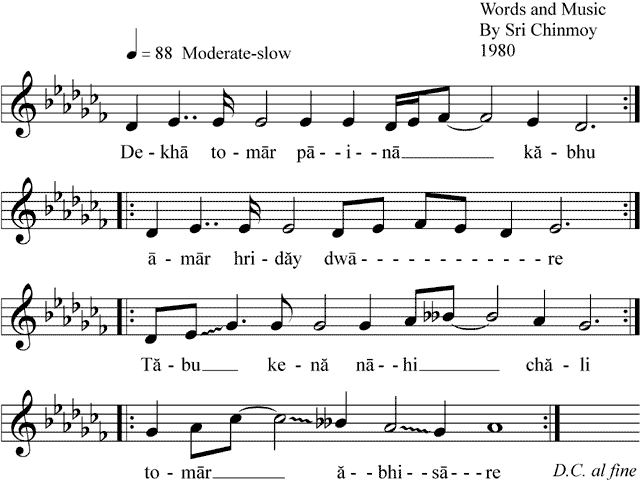 Words and Music
By Sri Chinmoy
1980
♩ = 88 Moderate-slow
De - khā to - mār pā - - i - nā kă - bhu
ā - mār hri - dăy dwā - - - - - - - - - - - - - - re
Tă - bu ke - nā nā - hi chă - li
to - mār ă - - bhi - sā - - - re
D.C. al fine